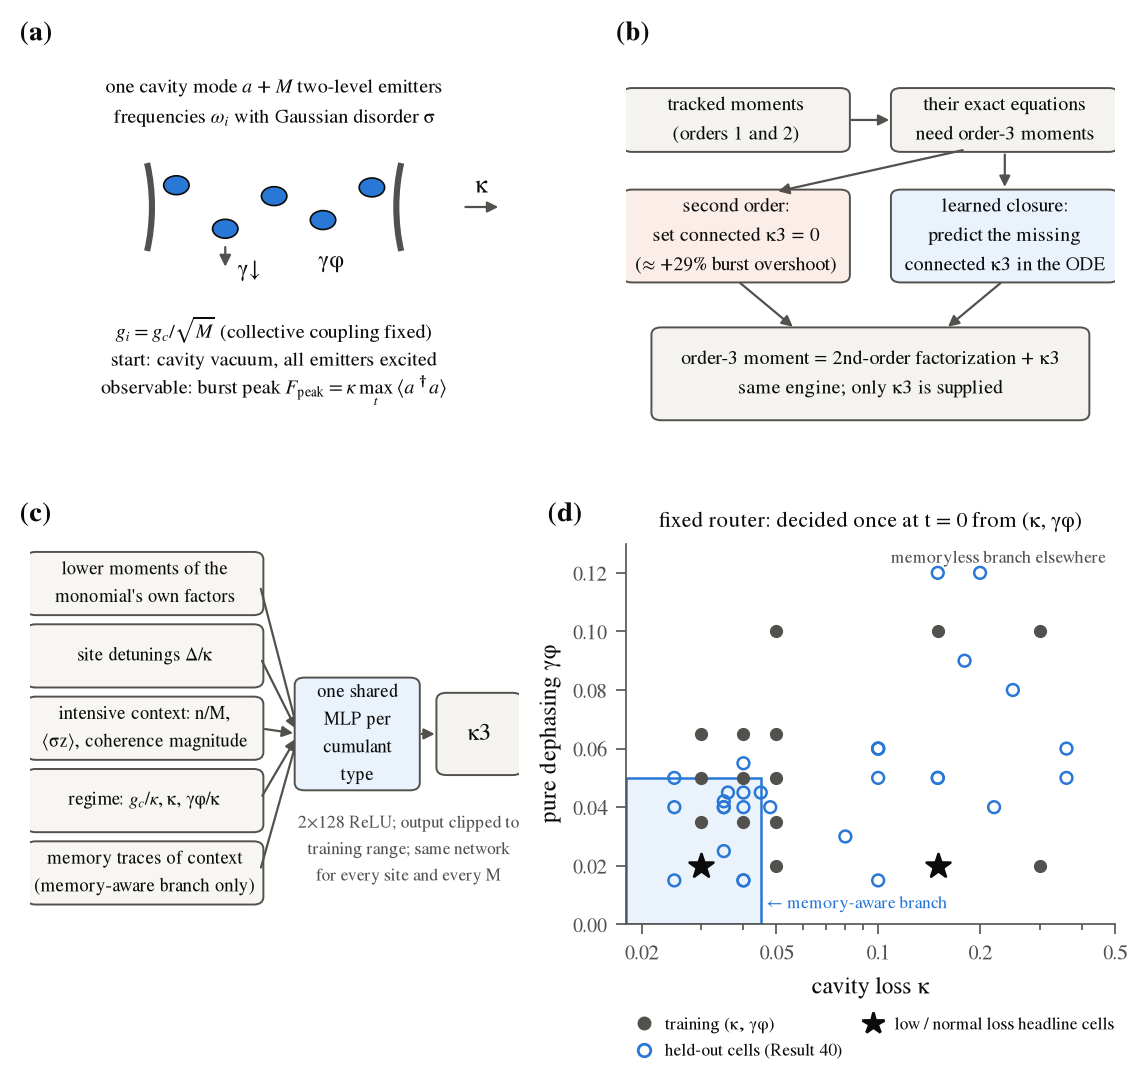 (a)
one cavity mode a + M two-level emitters
frequencies ωᵢ with Gaussian disorder σ
κ
γ↓
γφ
gᵢ = g_c/√M (collective coupling fixed)
start: cavity vacuum, all emitters excited
observable: burst peak F_peak = κ max_t ⟨a†a⟩
(b)
tracked moments
(orders 1 and 2)
their exact equations
need order-3 moments
second order:
set connected κ3 = 0
(≈ +29% burst overshoot)
learned closure:
predict the missing
connected κ3 in the ODE
order-3 moment = 2nd-order factorization + κ3
same engine; only κ3 is supplied
(c)
lower moments of the
monomial's own factors
site detunings Δ/κ
intensive context: n/M,
⟨σz⟩, coherence magnitude
regime: g_c/κ, κ, γφ/κ
memory traces of context
(memory-aware branch only)
one shared
MLP per
cumulant
type
κ3
2×128 ReLU; output clipped to
training range; same network
for every site and every M
(d)
fixed router: decided once at t = 0 from (κ, γφ)
memoryless branch elsewhere
pure dephasing γφ
0.12
0.10
0.08
0.06
0.04
0.02
0.00
← memory-aware branch
0.02
0.05
0.1
0.2
0.5
cavity loss κ
training (κ, γφ)
held-out cells (Result 40)
low / normal loss headline cells